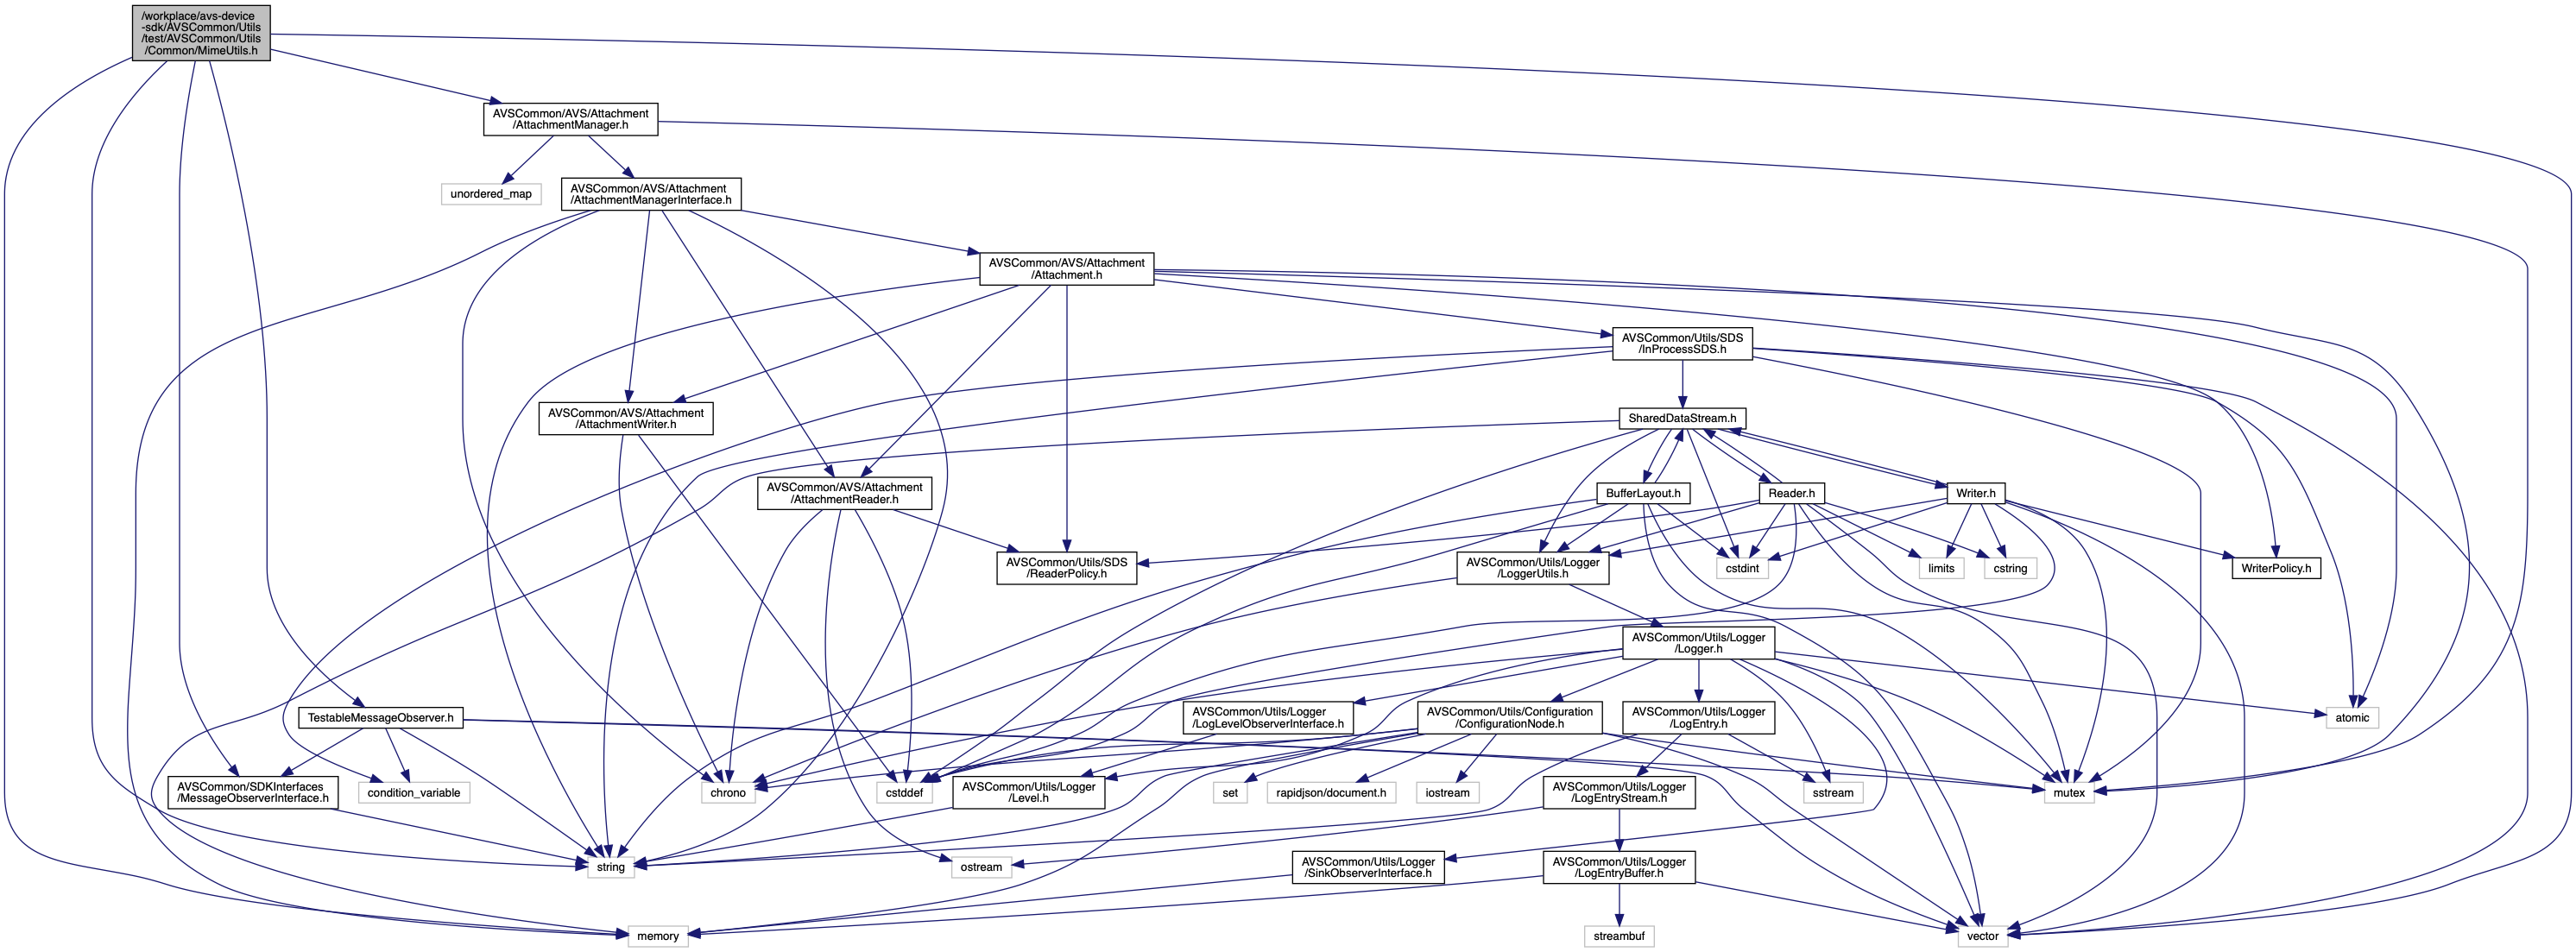 /workplace/avs-device
-sdk/AVSCommon/Utils
/test/AVSCommon/Utils
/Common/MimeUtils.h
AVSCommon/AVS/Attachment
/AttachmentManager.h
unordered_map
AVSCommon/AVS/Attachment
/AttachmentManagerInterface.h
AVSCommon/AVS/Attachment
/Attachment.h
AVSCommon/Utils/SDS
/InProcessSDS.h
AVSCommon/AVS/Attachment
/AttachmentWriter.h
SharedDataStream.h
AVSCommon/AVS/Attachment
/AttachmentReader.h
BufferLayout.h
Reader.h
Writer.h
AVSCommon/Utils/SDS
/ReaderPolicy.h
AVSCommon/Utils/Logger
/LoggerUtils.h
cstdint
limits
cstring
WriterPolicy.h
AVSCommon/Utils/Logger
/Logger.h
TestableMessageObserver.h
AVSCommon/Utils/Logger
/LogLevelObserverInterface.h
AVSCommon/Utils/Configuration
/ConfigurationNode.h
AVSCommon/Utils/Logger
/LogEntry.h
atomic
AVSCommon/SDKInterfaces
/MessageObserverInterface.h
condition_variable
chrono
cstddef
AVSCommon/Utils/Logger
/Level.h
set
rapidjson/document.h
iostream
AVSCommon/Utils/Logger
/LogEntryStream.h
sstream
mutex
string
ostream
AVSCommon/Utils/Logger
/SinkObserverInterface.h
AVSCommon/Utils/Logger
/LogEntryBuffer.h
memory
streambuf
vector